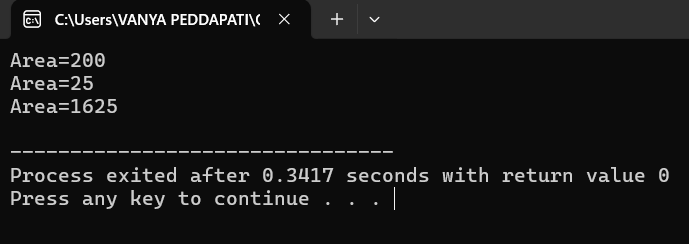 C:\Users\VANYA PEDDAPATI\
Area=200
Area=25
Area=1625
--------------------------------
Process exited after 0.3417 seconds with return value 0
Press any key to continue . . .